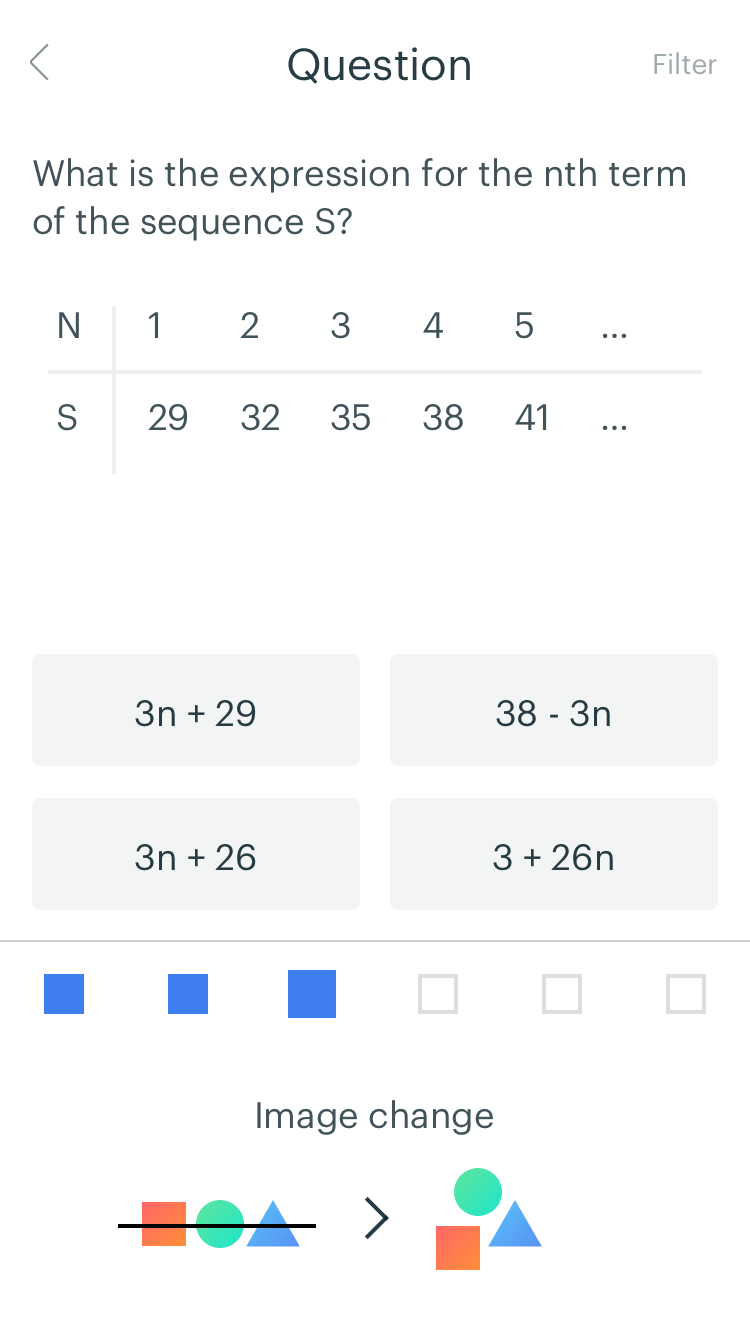 Question
Filter
What is the expression for the nth term
of the sequence S?
N 1 2 3 4 5 ...
S 29 32 35 38 41 ...
3n + 29
38 - 3n
3n + 26
3 + 26n
Image change